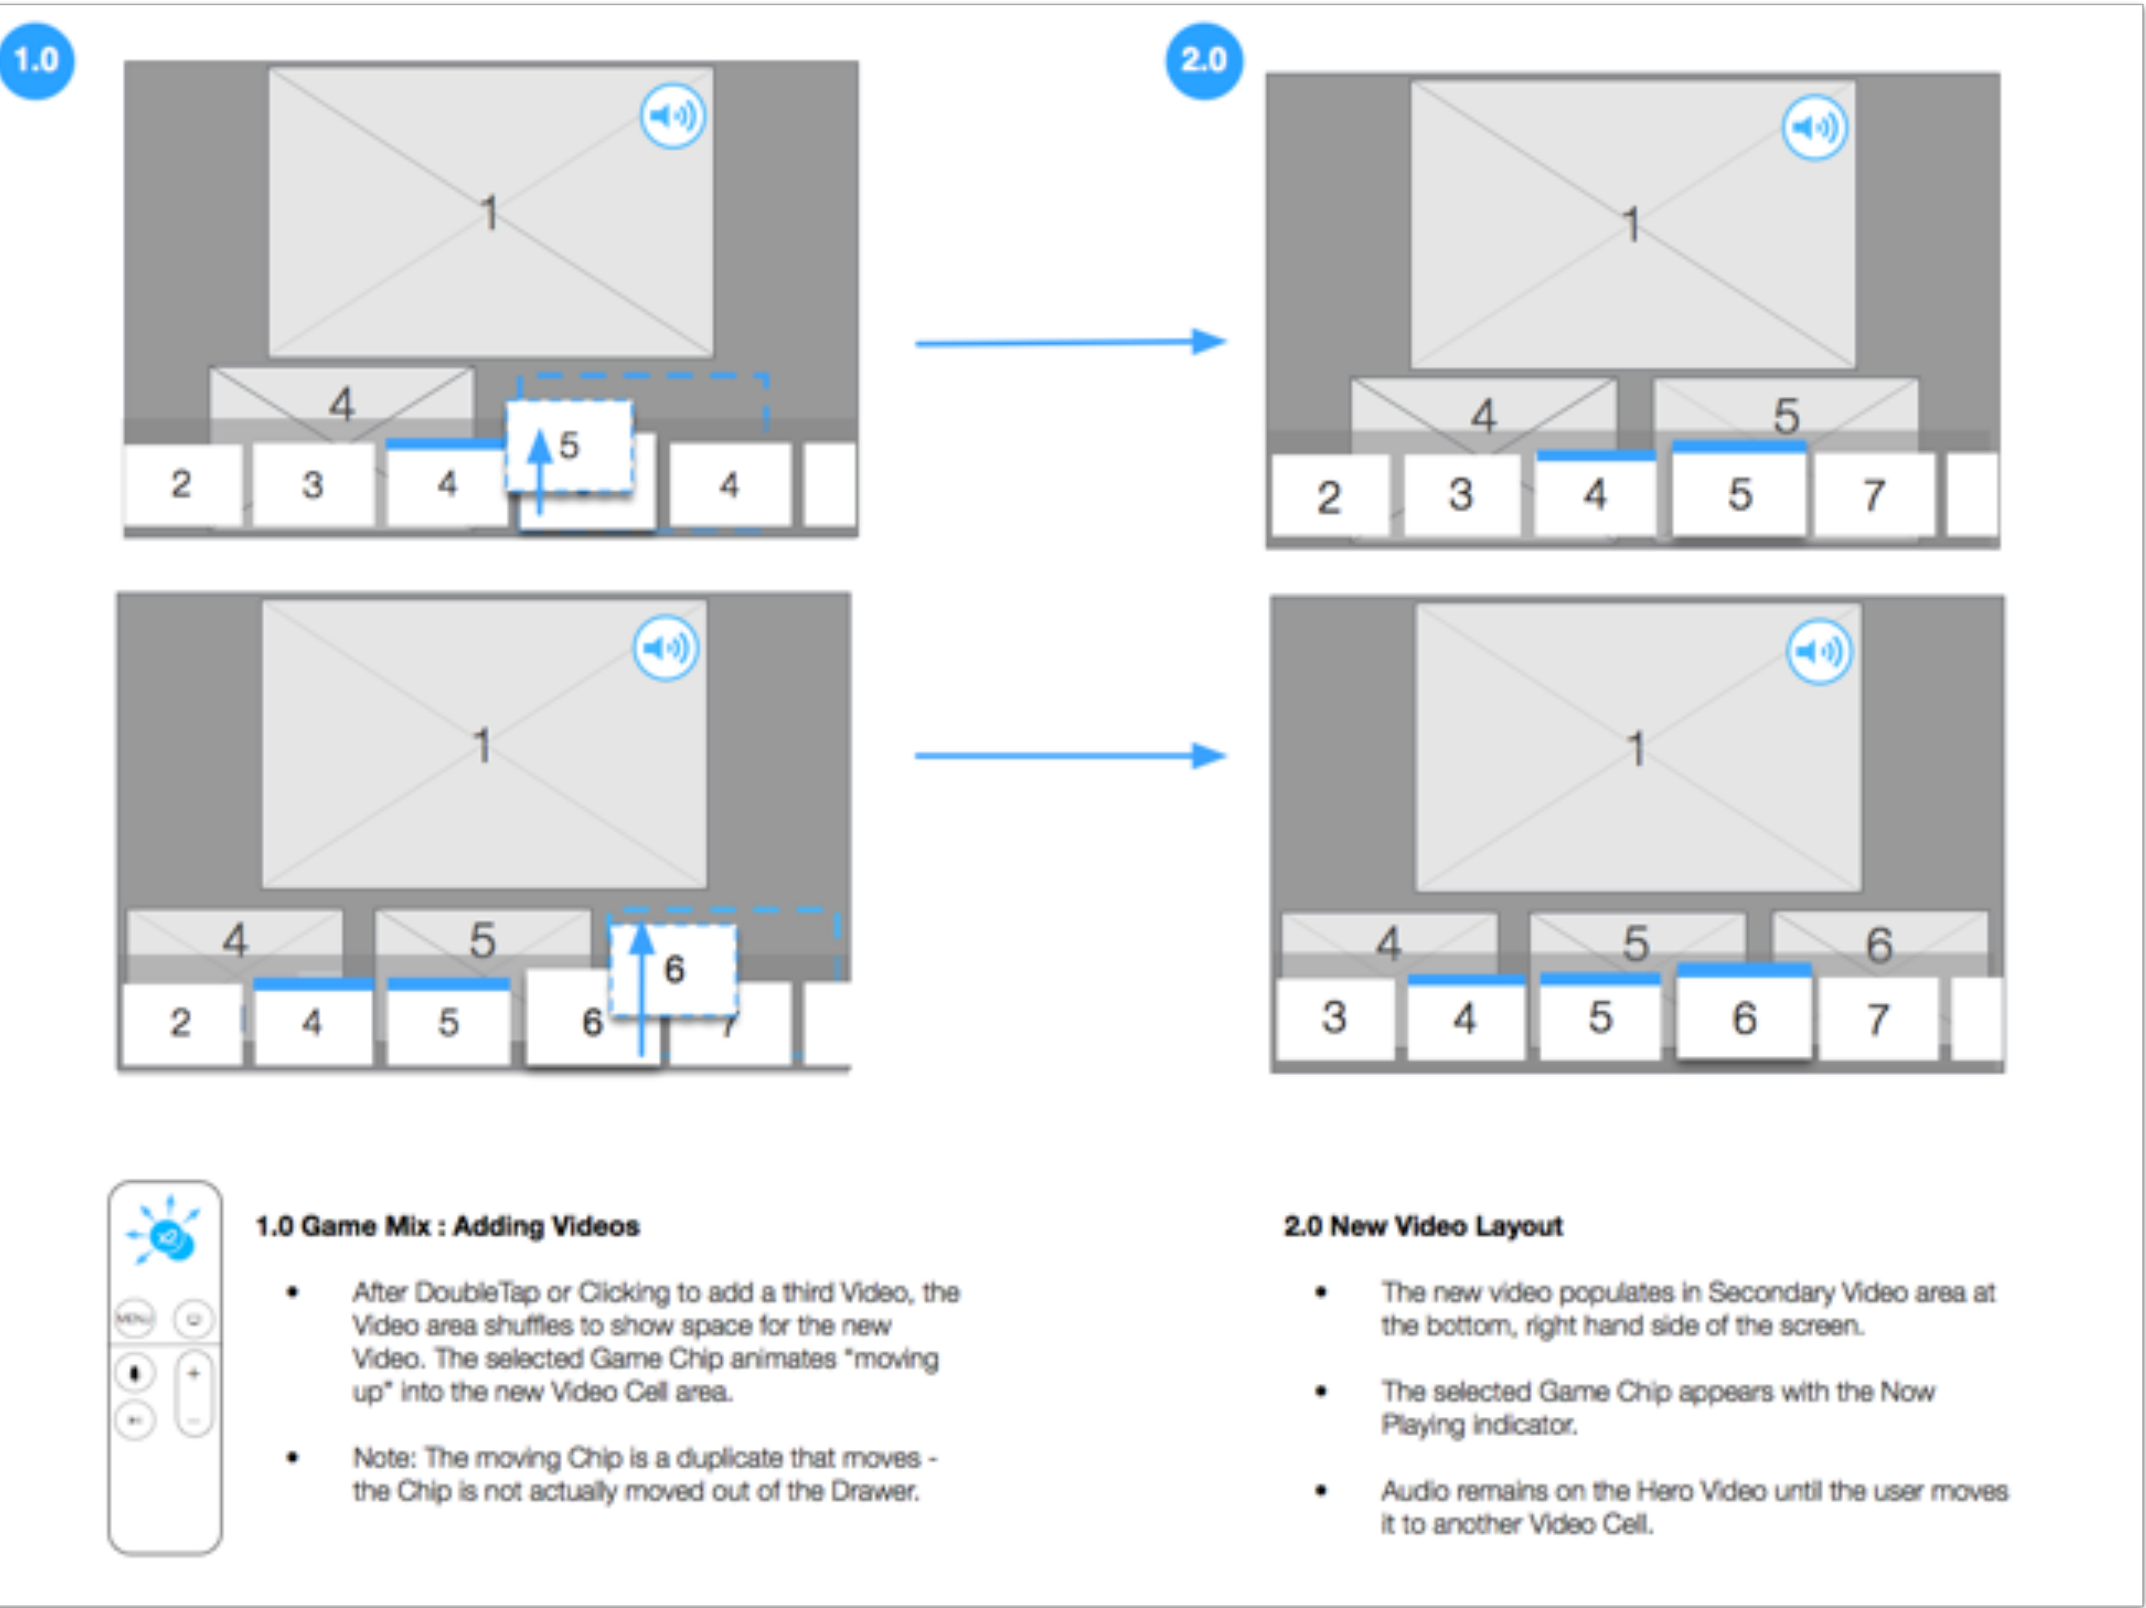 1.0
2.0
1
4
5
2
3
4
4
1
4
5
2
3
4
5
7
1
4
5
6
2
4
5
6
7
1
4
5
6
3
4
5
6
7
x2
MENU
+
−
1.0 Game Mix : Adding Videos
• After DoubleTap or Clicking to add a third Video, the
Video area shuffles to show space for the new
Video. The selected Game Chip animates "moving
up" into the new Video Cell area.
• Note: The moving Chip is a duplicate that moves -
the Chip is not actually moved out of the Drawer.
2.0 New Video Layout
• The new video populates in Secondary Video area at
the bottom, right hand side of the screen.
• The selected Game Chip appears with the Now
Playing indicator.
• Audio remains on the Hero Video until the user moves
it to another Video Cell.